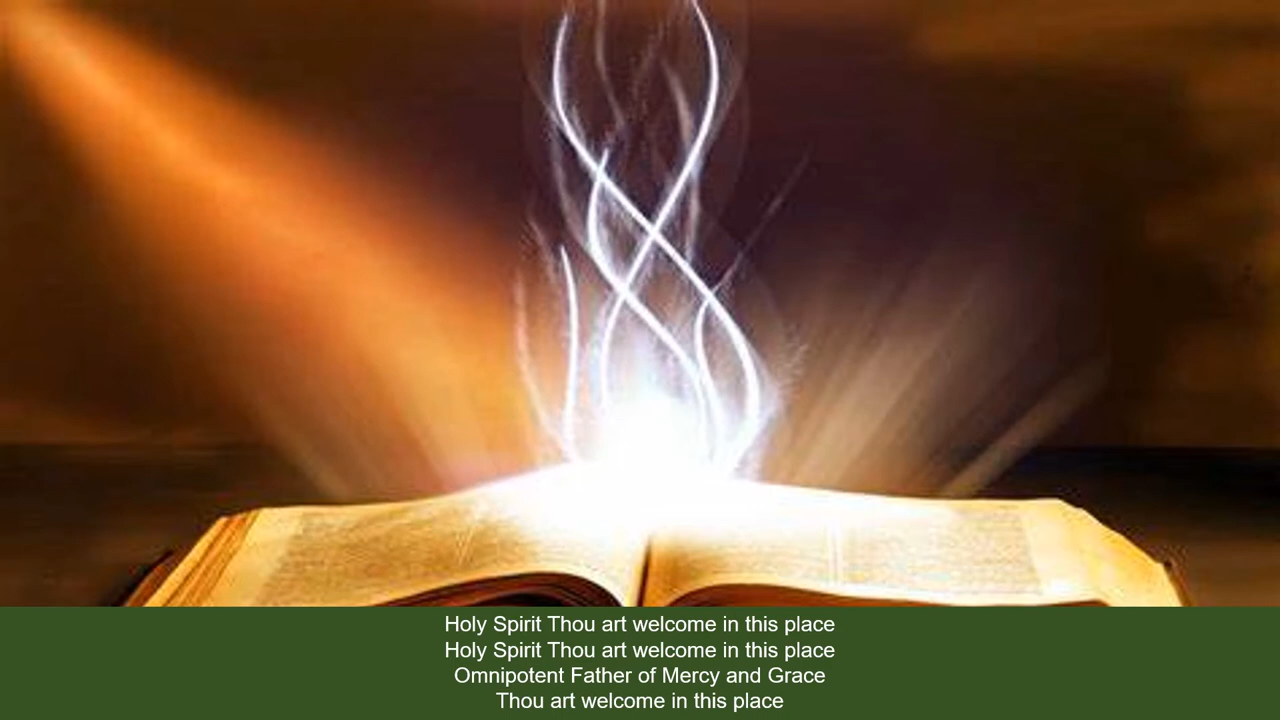 Holy Spirit Thou art welcome in this place
Holy Spirit Thou art welcome in this place
Omnipotent Father of Mercy and Grace
Thou art welcome in this place